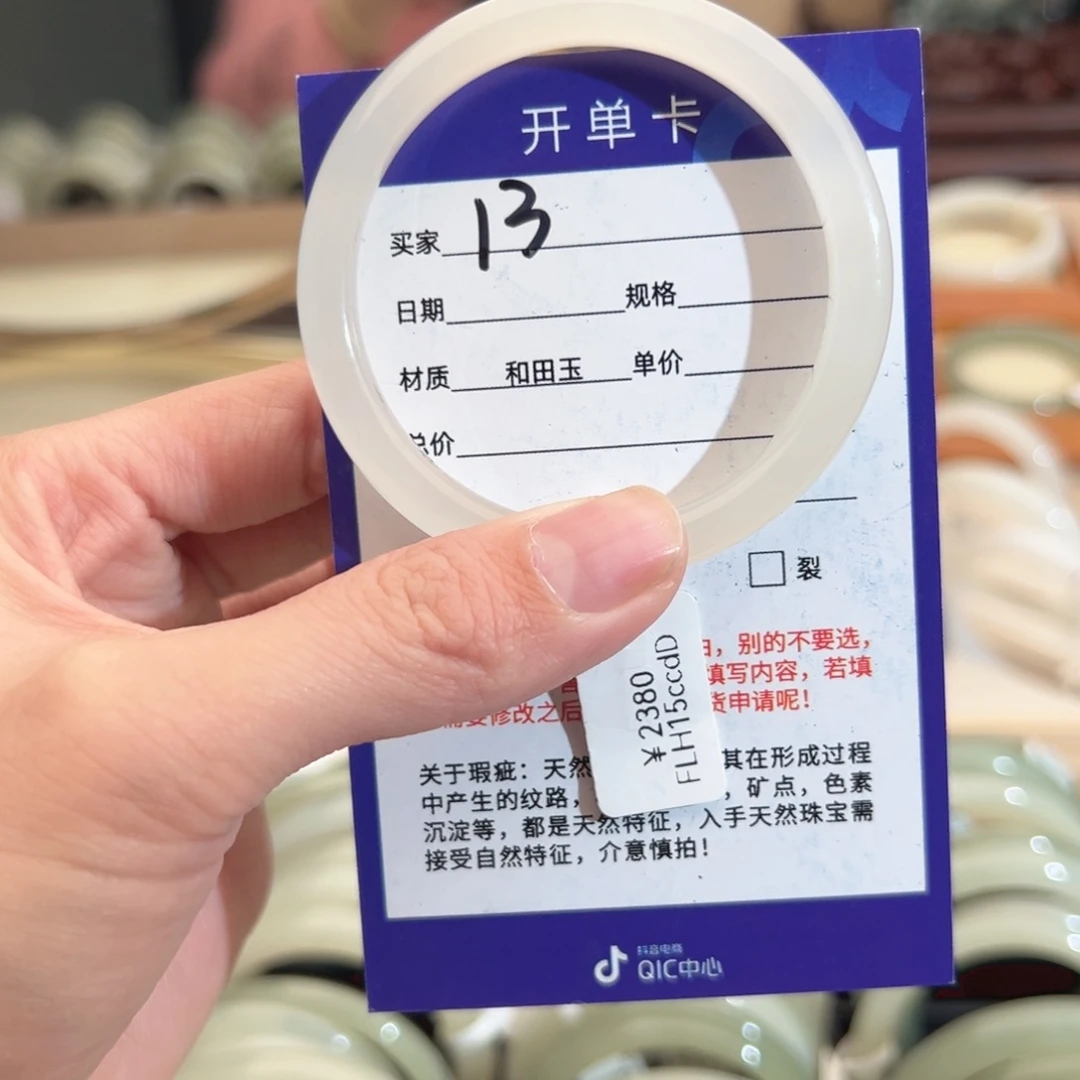 开单卡
买家 13
日期 规格
材质 和田玉 单价
总价
裂
，别的不要选，
填写内容，若填
需要修改之后 货申请呢！
¥2380
FLH15ccdD
关于瑕疵：天然 其在形成过程
中产生的纹路， ，矿点，色素
沉淀等，都是天然特征，入手天然珠宝需
接受自然特征，介意慎拍！
抖音电商
QIC中心